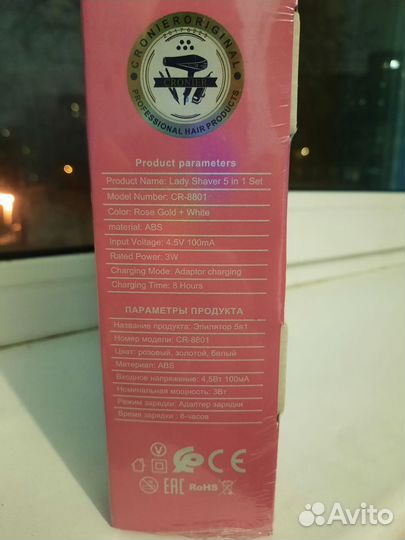 CRONIERORIGINAL
CRONIER
PROFESSIONAL HAIR PRODUCTS
Product parameters
Product Name: Lady Shaver 5 in 1 Set
Model Number: CR-8801
Color: Rose Gold + White
material: ABS
Input Voltage: 4.5V 100mA
Rated Power: 3W
Charging Mode: Adaptor charging
Charging Time: 8 Hours
ПАРАМЕТРЫ ПРОДУКТА
Название продукта: Эпилятор 5в1
Номер модели: CR-8801
Цвет: розовый, золотой, белый
Материал: ABS
Входное напряжение: 4,5Вт 100мА
Номинальная мощность: 3Вт
Режим зарядки: Адаптер зарядки
Время зарядки : 8-часов
CE
EAC RoHS
Avito